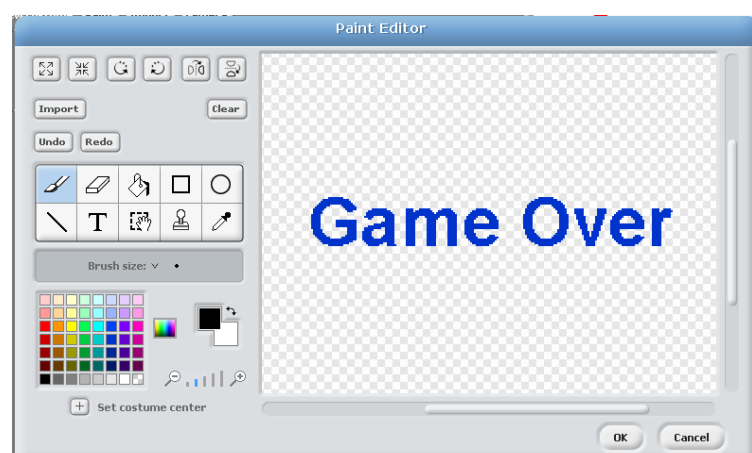 Paint Editor
Import Clear
Undo Redo
T
Game Over
Brush size:
Set costume center
OK Cancel